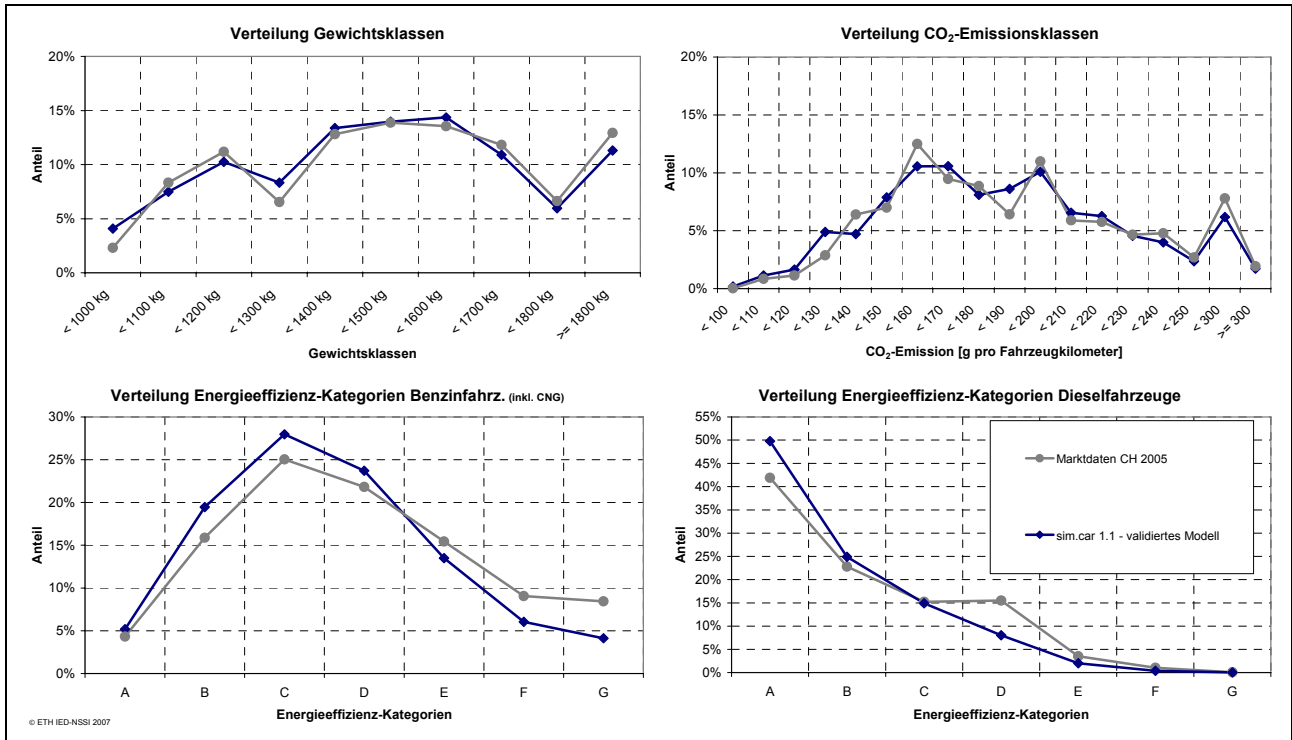 Verteilung Gewichtsklassen
20%
15%
10%
5%
0%
Anteil
< 1000 kg
< 1100 kg
< 1200 kg
< 1300 kg
< 1400 kg
< 1500 kg
< 1600 kg
< 1700 kg
< 1800 kg
>= 1800 kg
Gewichtsklassen
Verteilung CO₂-Emissionsklassen
20%
15%
10%
5%
0%
Anteil
< 100
< 110
< 120
< 130
< 140
< 150
< 160
< 170
< 180
< 190
< 200
< 210
< 220
< 230
< 240
< 250
< 300
>= 300
CO₂-Emission [g pro Fahrzeugkilometer]
Verteilung Energieeffizienz-Kategorien Benzinfahrz. (inkl. CNG)
30%
25%
20%
15%
10%
5%
0%
Anteil
A B C D E F G
Energieeffizienz-Kategorien
Verteilung Energieeffizienz-Kategorien Dieselfahrzeuge
55%
50%
45%
40%
35%
30%
25%
20%
15%
10%
5%
0%
Anteil
Marktdaten CH 2005
sim.car 1.1 - validiertes Modell
A B C D E F G
Energieeffizienz-Kategorien
© ETH IED-NSSI 2007